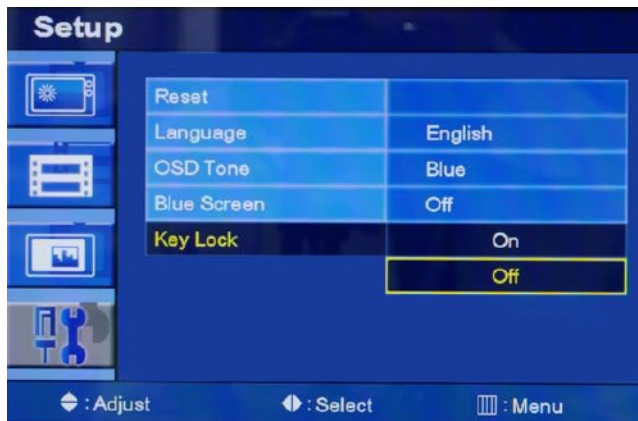 Setup
Reset
Language English
OSD Tone Blue
Blue Screen Off
Key Lock On
Off
: Adjust : Select : Menu